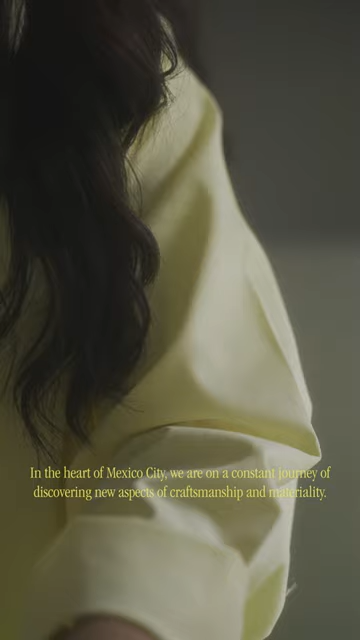 In the heart of Mexico City, we are on a constant journey of
discovering new aspects of craftsmanship and materiality.